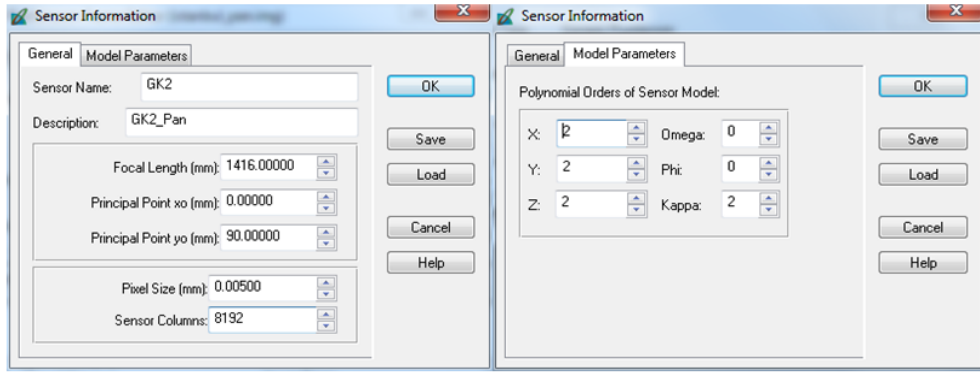 Sensor Information
General Model Parameters
Sensor Name: GK2
Description: GK2_Pan
Focal Length (mm): 1416.00000
Principal Point xo (mm): 0.00000
Principal Point yo (mm): 90.00000
Pixel Size (mm): 0.00500
Sensor Columns: 8192
OK
Save
Load
Cancel
Help
Sensor Information
General Model Parameters
Polynomial Orders of Sensor Model:
X: 2 Omega: 0
Y: 2 Phi: 0
Z: 2 Kappa: 2
OK
Save
Load
Cancel
Help